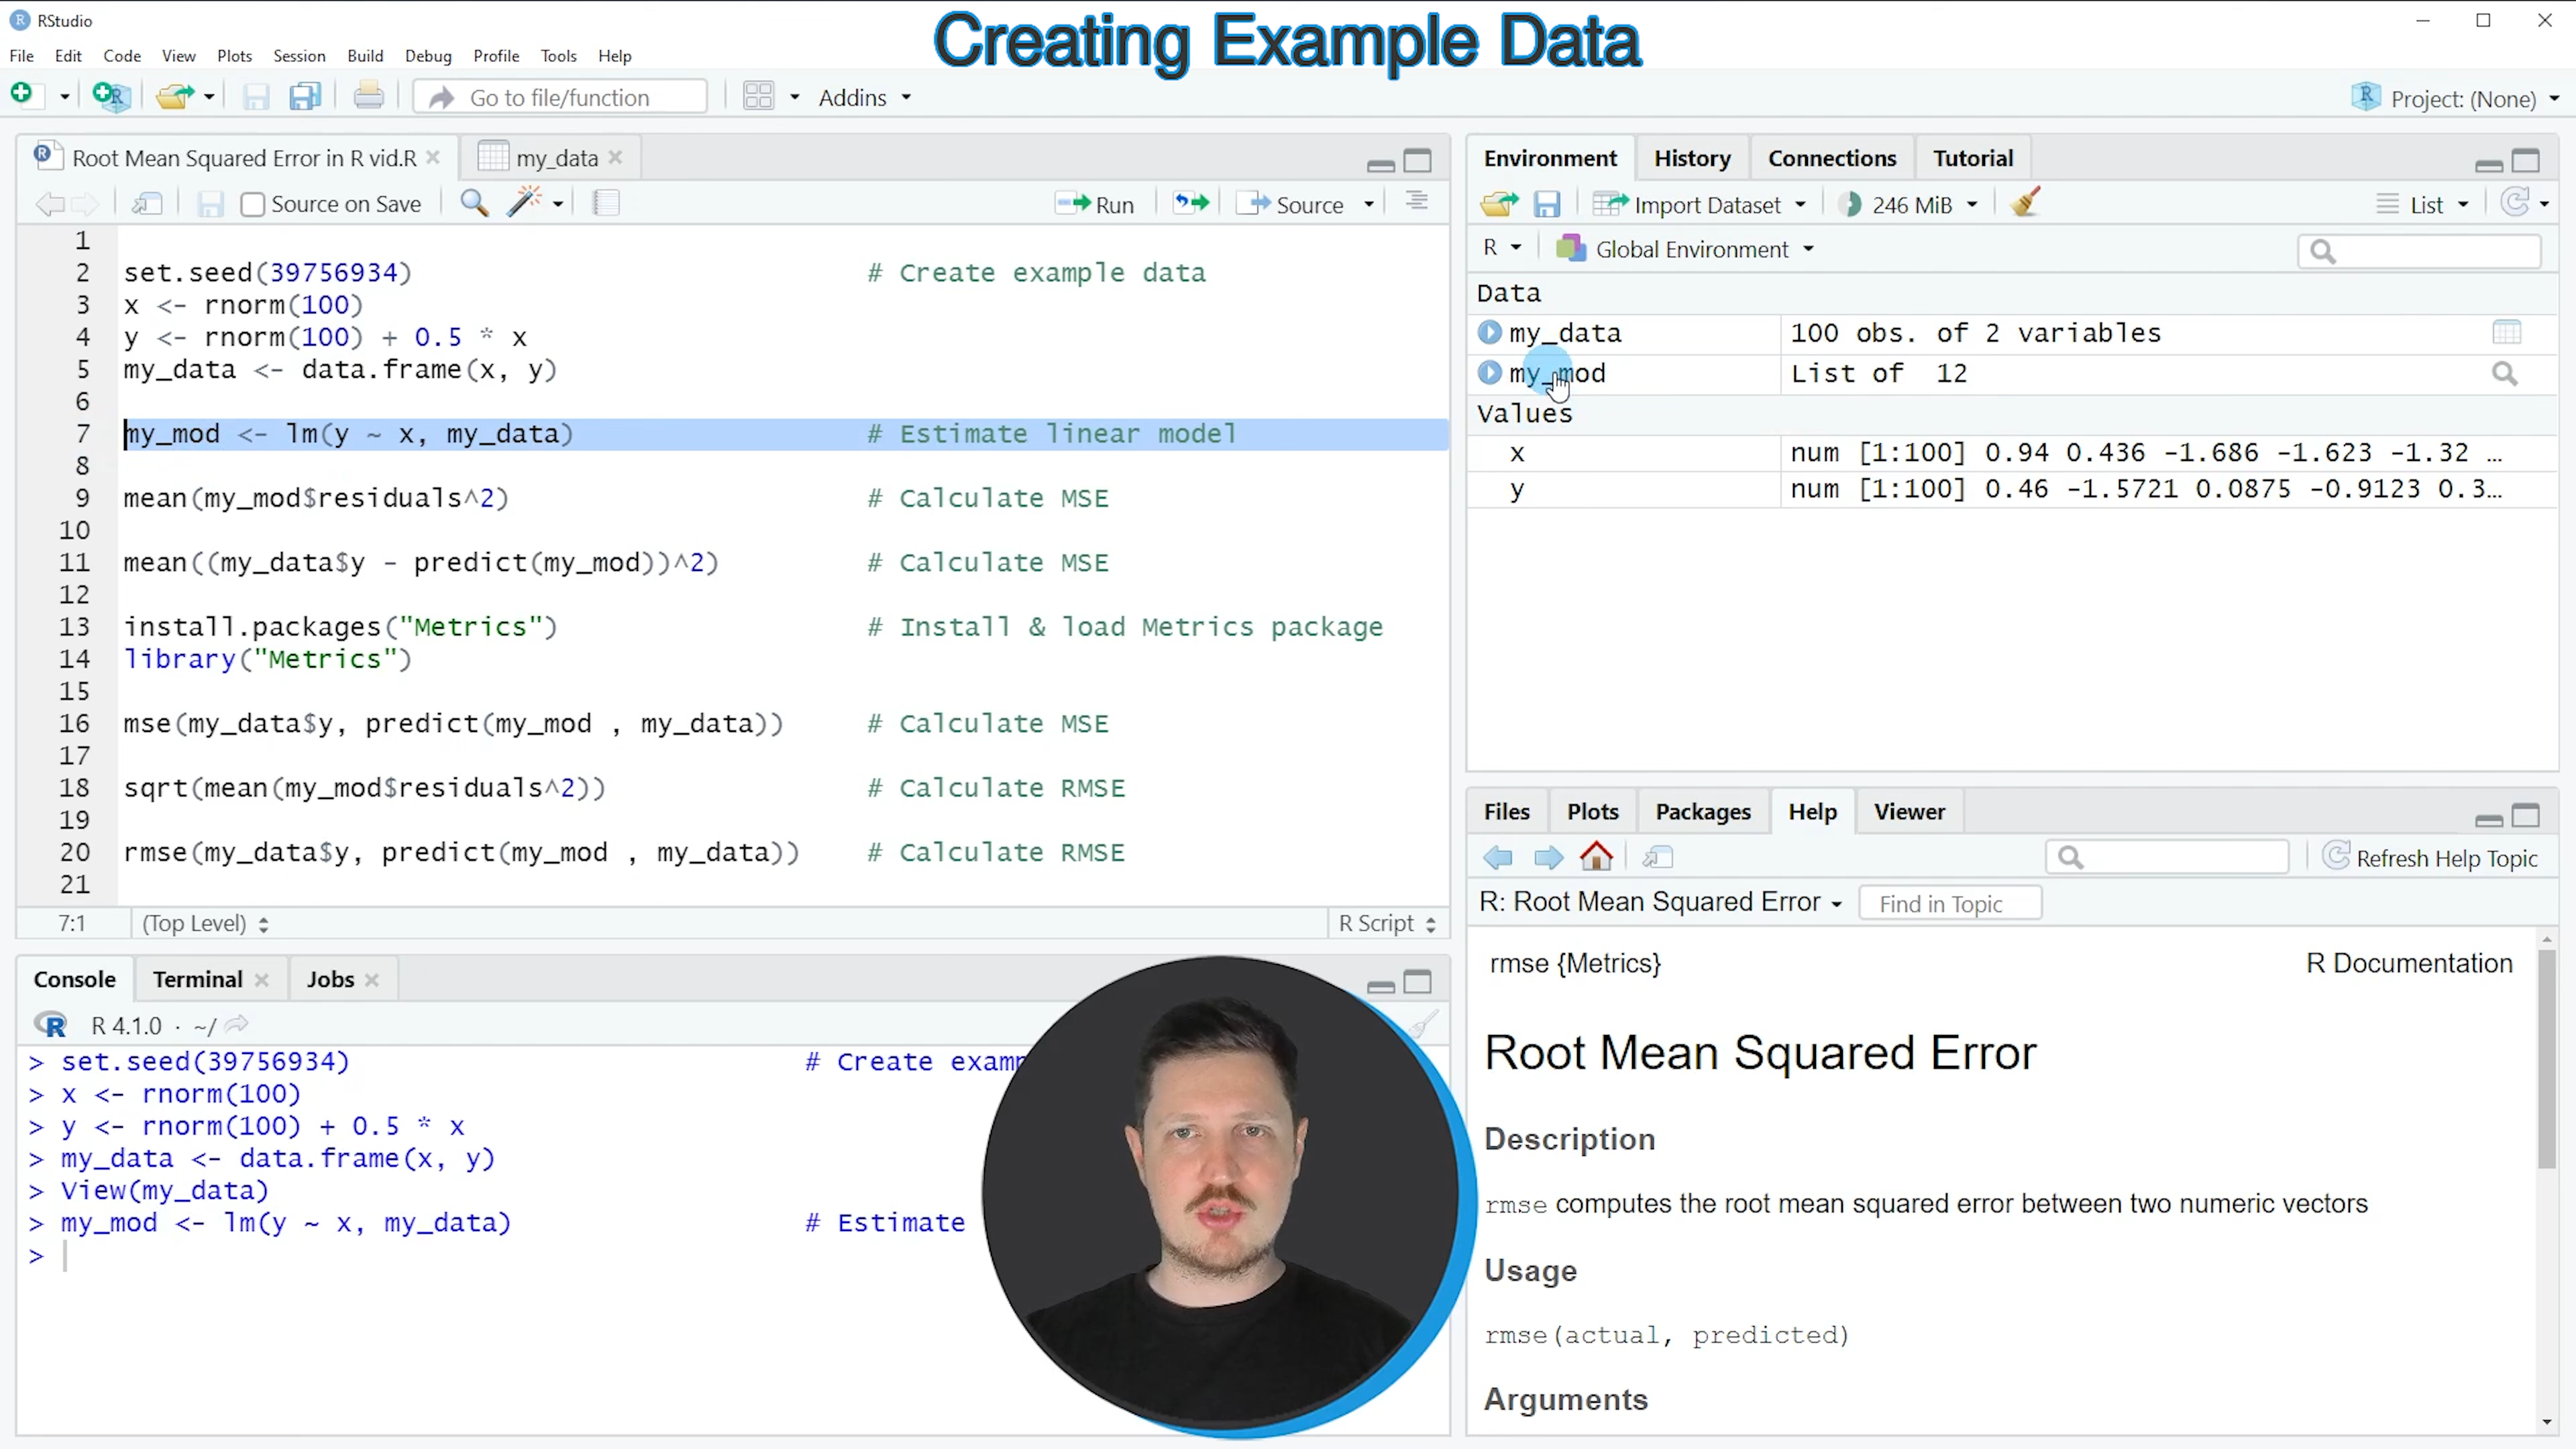 RStudio
Creating Example Data
File Edit Code View Plots Session Build Debug Profile Tools Help
Go to file/function
Addins
Project: (None)
Root Mean Squared Error in R vid.R
my_data
Source on Save
Run
Source
1
2 set.seed(39756934) # Create example data
3 x <- rnorm(100)
4 y <- rnorm(100) + 0.5 * x
5 my_data <- data.frame(x, y)
6
7 my_mod <- lm(y ~ x, my_data) # Estimate linear model
8
9 mean(my_mod$residuals^2) # Calculate MSE
10
11 mean((my_data$y - predict(my_mod))^2) # Calculate MSE
12
13 install.packages("Metrics") # Install & load Metrics package
14 library("Metrics")
15
16 mse(my_data$y, predict(my_mod , my_data)) # Calculate MSE
17
18 sqrt(mean(my_mod$residuals^2)) # Calculate RMSE
19
20 rmse(my_data$y, predict(my_mod , my_data)) # Calculate RMSE
21
7:1 (Top Level) R Script
Console Terminal Jobs
R 4.1.0 · ~/
> set.seed(39756934) # Create examp
> x <- rnorm(100)
> y <- rnorm(100) + 0.5 * x
> my_data <- data.frame(x, y)
> View(my_data)
> my_mod <- lm(y ~ x, my_data) # Estimate
>
Environment History Connections Tutorial
Import Dataset 246 MiB List
R Global Environment
Data
my_data 100 obs. of 2 variables
my_mod List of 12
Values
x num [1:100] 0.94 0.436 -1.686 -1.623 -1.32 ...
y num [1:100] 0.46 -1.5721 0.0875 -0.9123 0.3...
Files Plots Packages Help Viewer
Refresh Help Topic
R: Root Mean Squared Error Find in Topic
rmse {Metrics} R Documentation
Root Mean Squared Error
Description
rmse computes the root mean squared error between two numeric vectors
Usage
rmse(actual, predicted)
Arguments